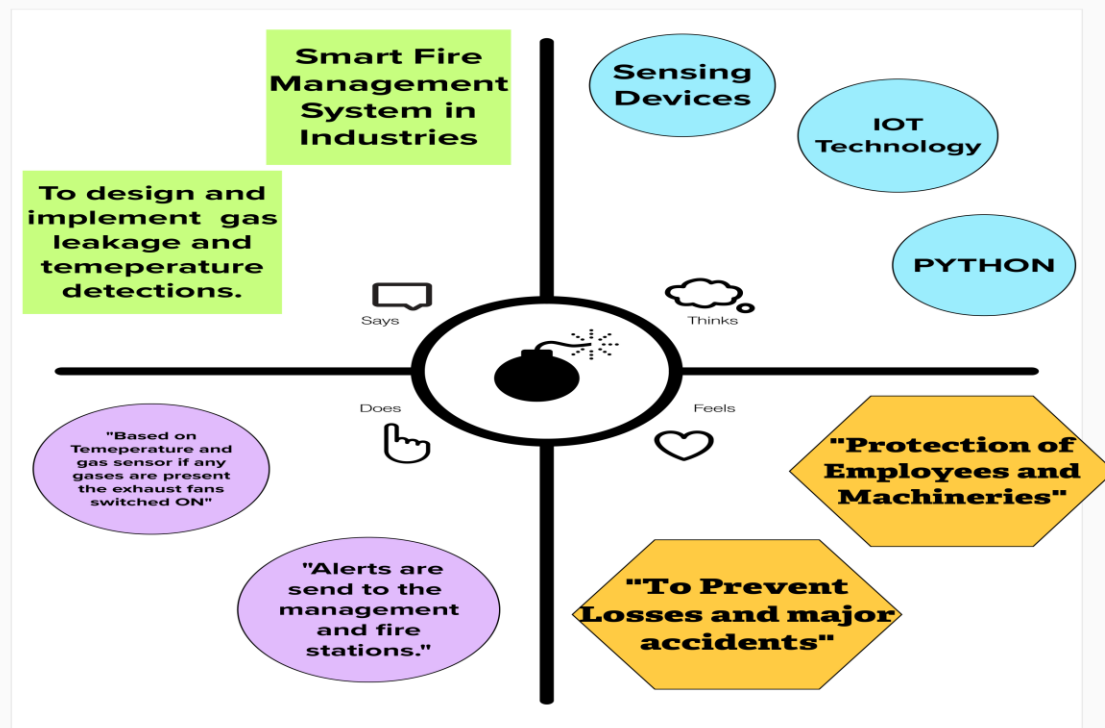 Smart Fire
Management
System in
Industries
To design and
implement gas
leakage and
temeperature
detections.
Says
Sensing
Devices
IOT
Technology
PYTHON
Thinks
Does
"Based on
Temeperature and
gas sensor if any
gases are present
the exhaust fans
switched ON"
"Alerts are
send to the
management
and fire
stations."
Feels
"Protection of
Employees and
Machineries"
"To Prevent
Losses and major
accidents"